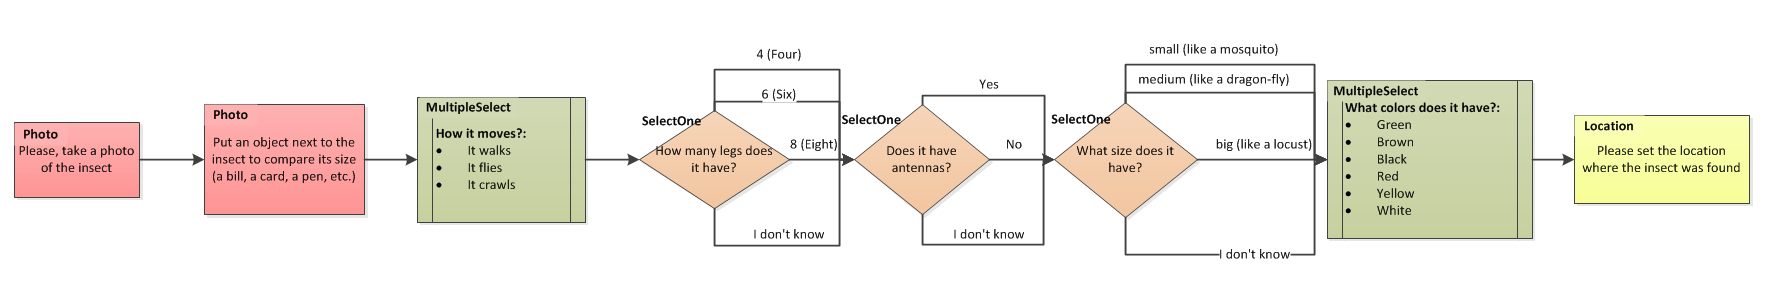 Photo
Please, take a photo
of the insect
Photo
Put an object next to the
insect to compare its size
(a bill, a card, a pen, etc.)
MultipleSelect
How it moves?:
• It walks
• It flies
• It crawls
SelectOne
How many legs does
it have?
4 (Four)
6 (Six)
8 (Eight)
I don't know
SelectOne
Does it have
antennas?
Yes
No
I don't know
SelectOne
What size does it
have?
small (like a mosquito)
medium (like a dragon-fly)
big (like a locust)
I don't know
MultipleSelect
What colors does it have?:
• Green
• Brown
• Black
• Red
• Yellow
• White
Location
Please set the location
where the insect was found